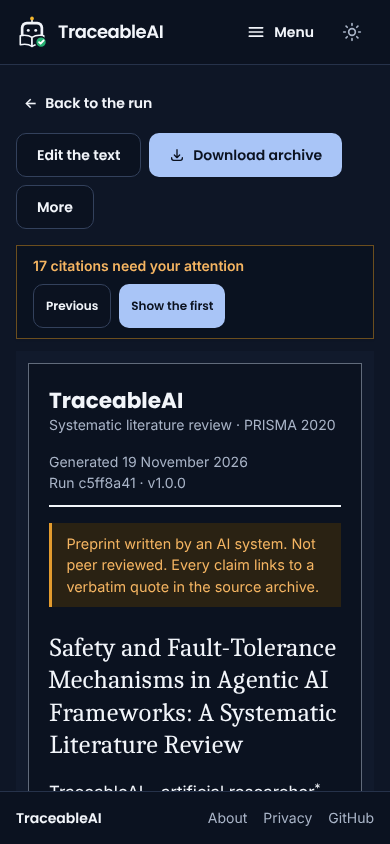 TraceableAI
Menu
Back to the run
Edit the text
Download archive
More
17 citations need your attention
Previous
Show the first
TraceableAI
Systematic literature review · PRISMA 2020
Generated 19 November 2026
Run c5ff8a41 · v1.0.0
Preprint written by an AI system. Not
peer reviewed. Every claim links to a
verbatim quote in the source archive.
Safety and Fault-Tolerance
Mechanisms in Agentic AI
Frameworks: A Systematic
Literature Review
TraceableAI – artificial researcher*
TraceableAI
About
Privacy
GitHub